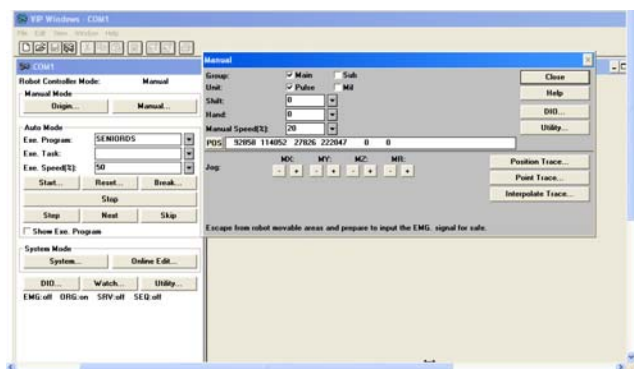 VIP Windows - COM1
File Edit View Window Help
COM1
Robot Controller Mode: Manual
Manual Mode
Origin... Manual...
Auto Mode
Exe. Program: SENIORDS
Exe. Task:
Exe. Speed(%): 50
Start... Reset... Break...
Stop
Step Next Skip
Show Exe. Program
System Mode
System... Online Edit...
DIO... Watch... Utility...
EMG:off ORG:on SRV:off SEQ:off
Manual
Group: Main Sub
Unit: Pulse Mil
Shift: 0
Hand: 0
Manual Speed(%): 20
POS 92858 114052 27826 222047 0 0
Jog: MX: MY: MZ: MR:
- + - + - + - +
Close
Help
DIO...
Utility...
Position Trace...
Point Trace...
Interpolate Trace...
Escape from robot movable areas and prepare to input the EMG. signal for safe.